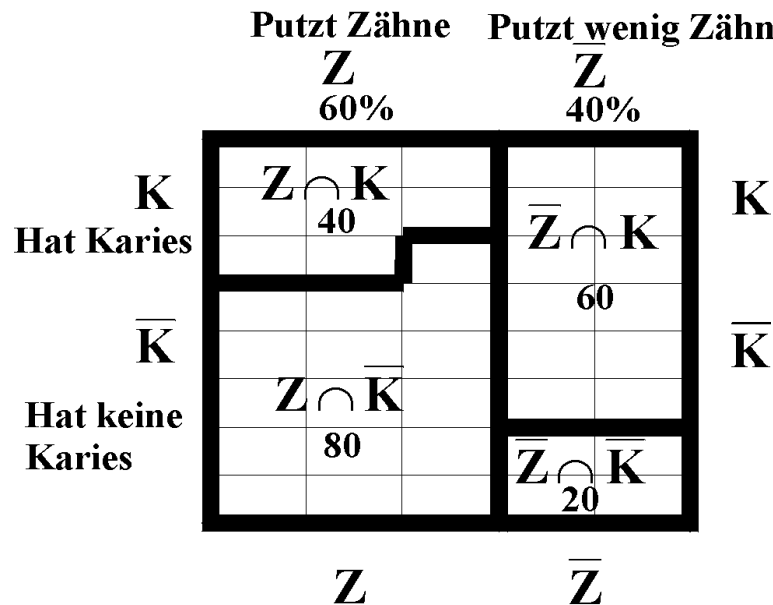 Putzt Zähne Putzt wenig Zähn
Z Z̅
60% 40%
K Z ∩ K K
40 Z̅ ∩ K
Hat Karies
60
K̅ K̅
Z ∩ K̅
Hat keine
80 Z̅ ∩ K̅
Karies
20
Z Z̅